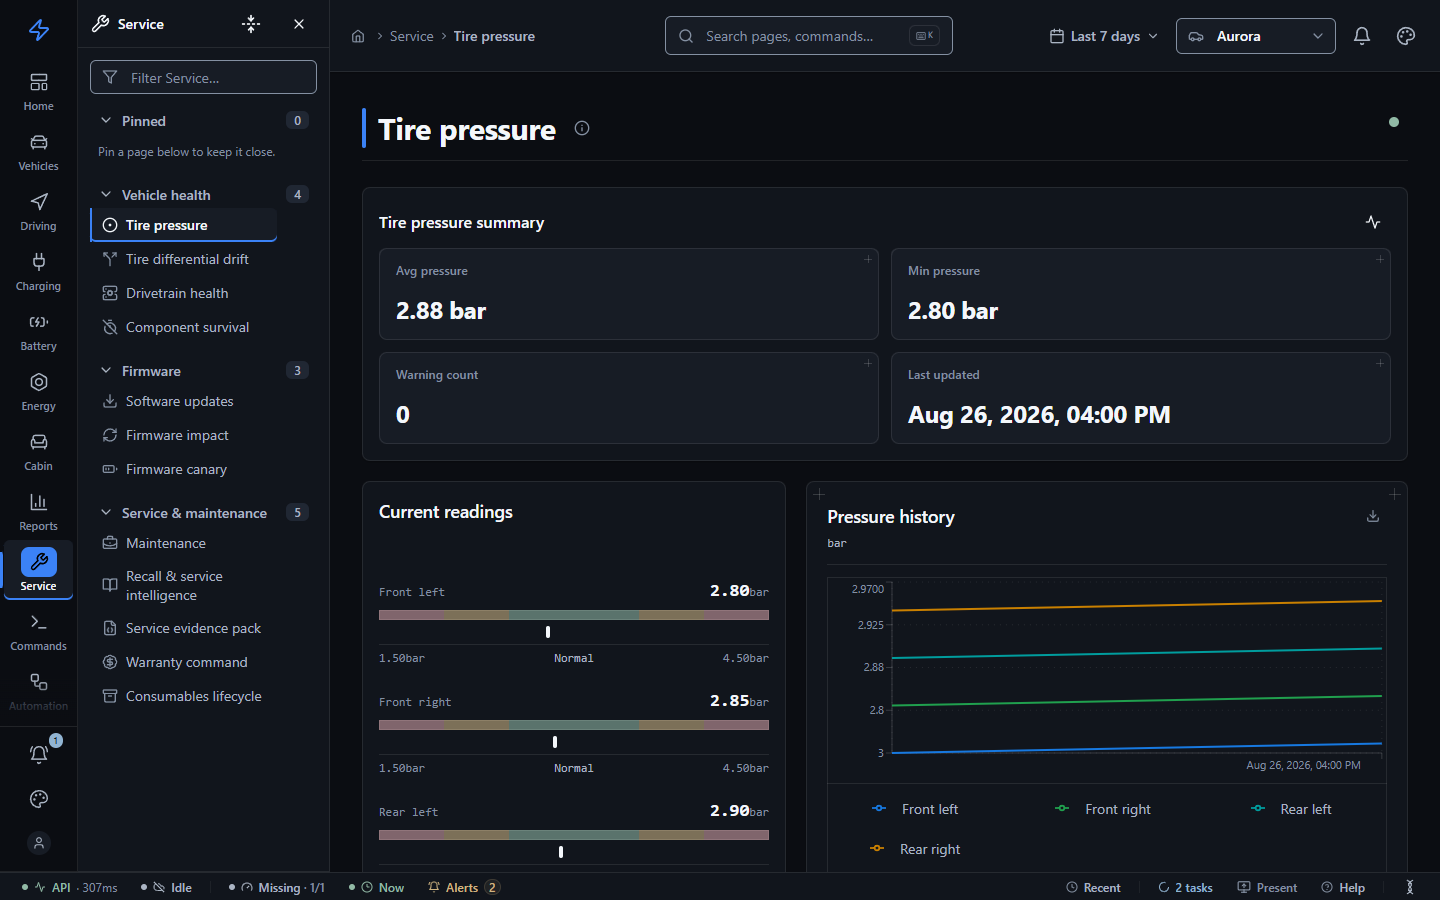 Service
Service
Tire pressure
Search pages, commands...
K
Last 7 days
Aurora
Home
Vehicles
Driving
Charging
Battery
Energy
Cabin
Reports
Service
Commands
Automation
1
Filter Service...
Pinned
0
Pin a page below to keep it close.
Vehicle health
4
Tire pressure
Tire differential drift
Drivetrain health
Component survival
Firmware
3
Software updates
Firmware impact
Firmware canary
Service & maintenance
5
Maintenance
Recall & service
intelligence
Service evidence pack
Warranty command
Consumables lifecycle
Tire pressure
Tire pressure summary
Avg pressure
2.88 bar
Min pressure
2.80 bar
Warning count
0
Last updated
Aug 26, 2026, 04:00 PM
Current readings
Front left
2.80bar
1.50bar
Normal
4.50bar
Front right
2.85bar
1.50bar
Normal
4.50bar
Rear left
2.90bar
Pressure history
bar
2.9700
2.925
2.88
2.8
3
Aug 26, 2026, 04:00 PM
Front left
Front right
Rear left
Rear right
API · 307ms
Idle
Missing · 1/1
Now
Alerts 2
Recent
2 tasks
Present
Help